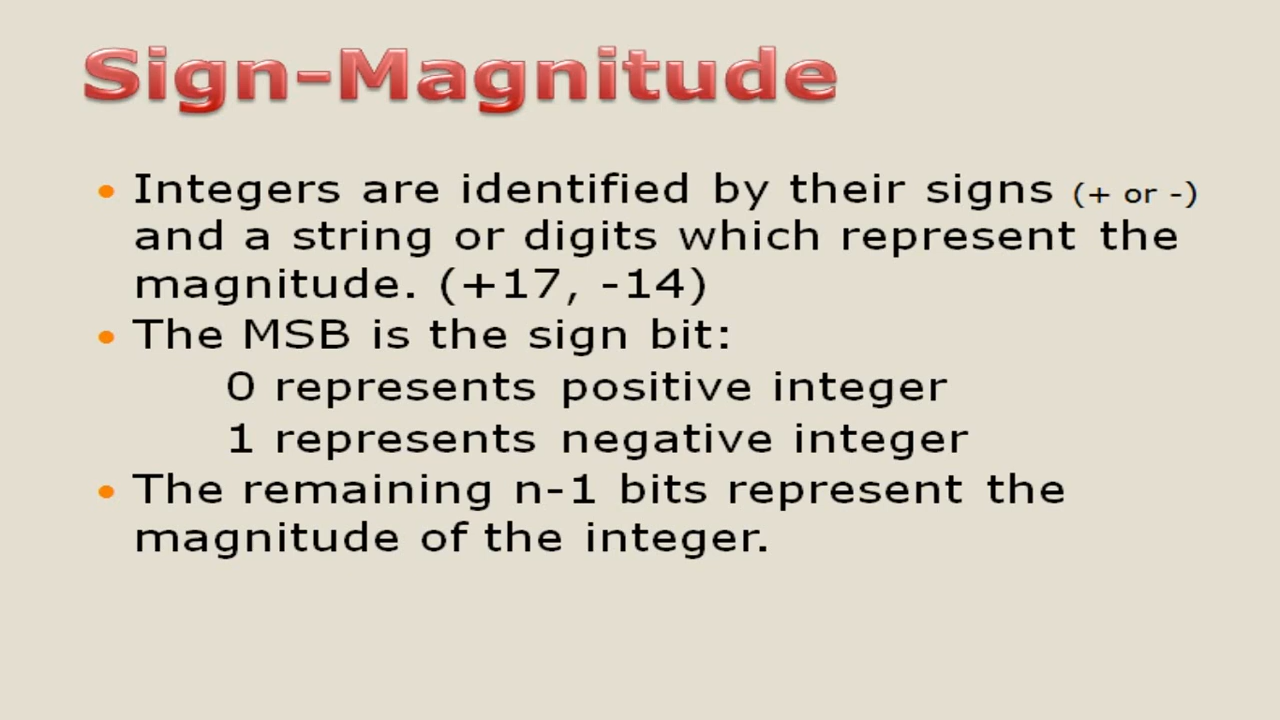 Sign-Magnitude
• Integers are identified by their signs (+ or -)
and a string or digits which represent the
magnitude. (+17, -14)
• The MSB is the sign bit:
0 represents positive integer
1 represents negative integer
• The remaining n-1 bits represent the
magnitude of the integer.